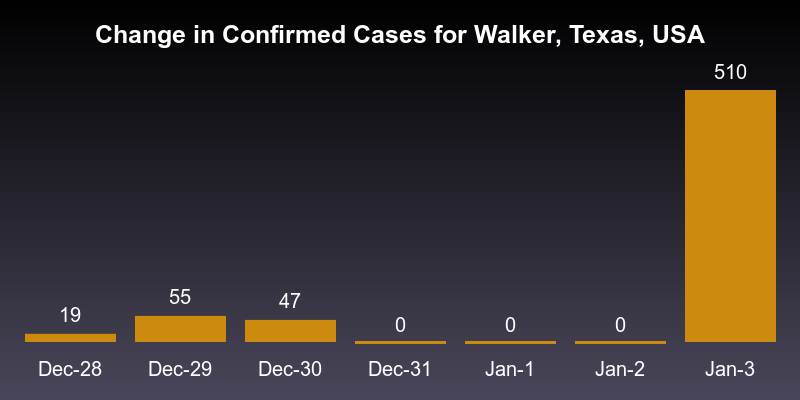 Change in Confirmed Cases for Walker, Texas, USA
510
19
55
47
0
0
0
Dec-28
Dec-29
Dec-30
Dec-31
Jan-1
Jan-2
Jan-3